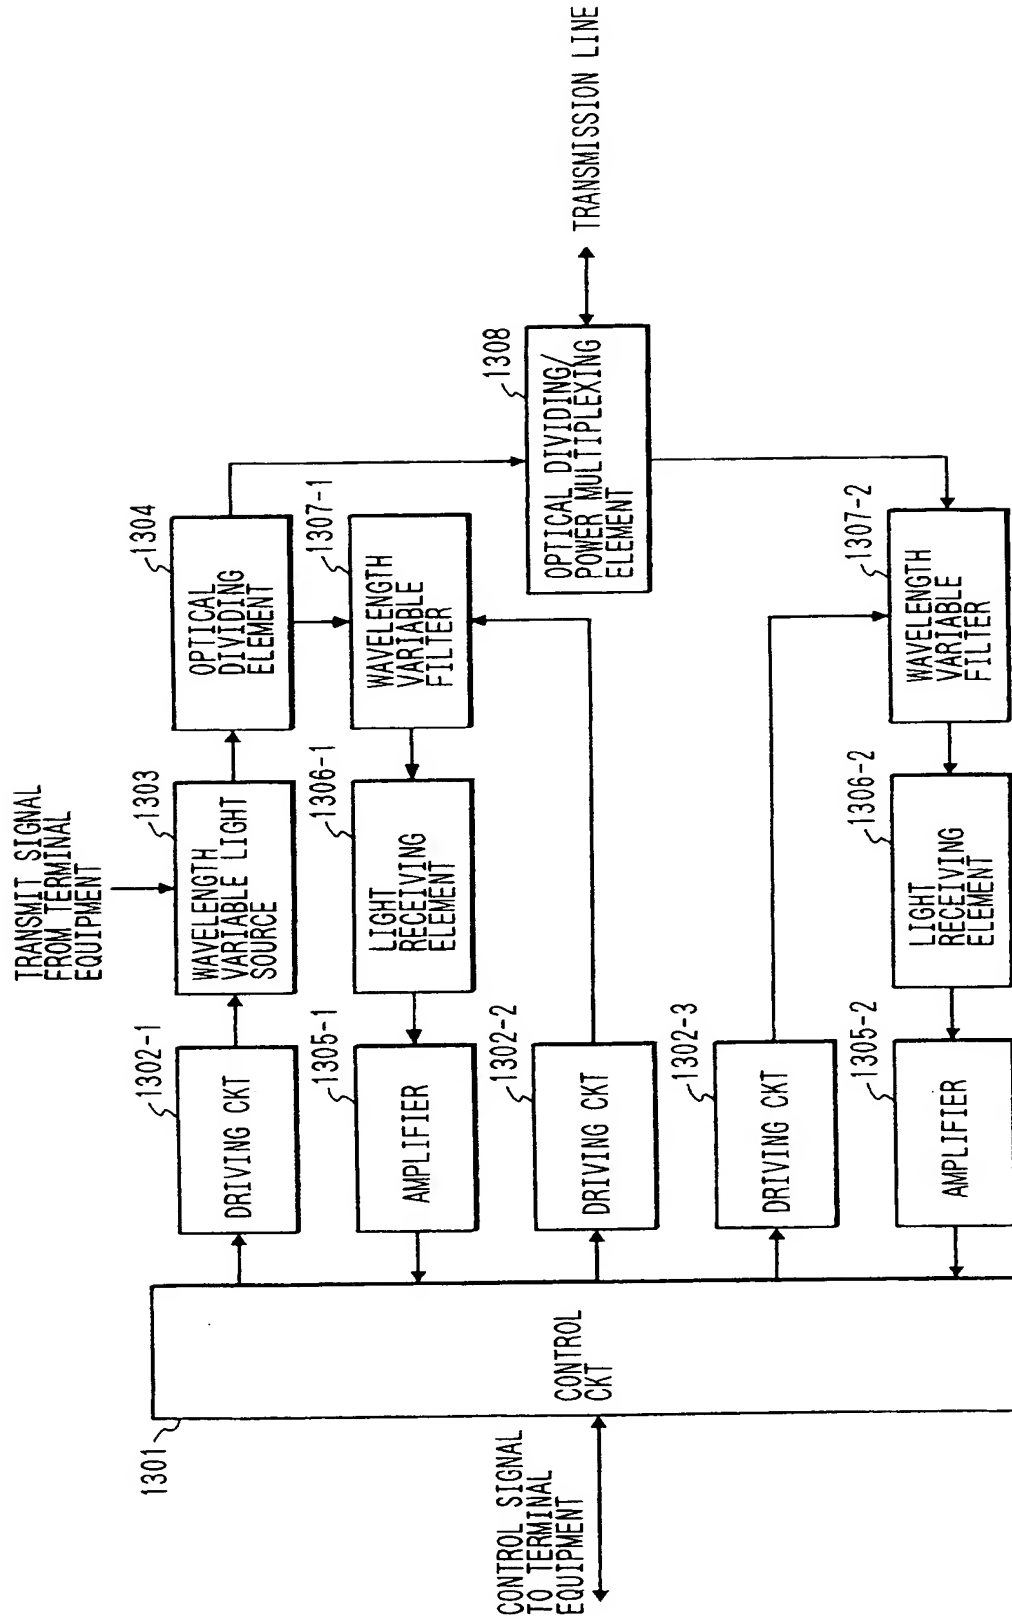 TRANSMIT SIGNAL
FROM TERMINAL
EQUIPMENT
1302-1
DRIVING CKT
1303
WAVELENGTH
VARIABLE LIGHT
SOURCE
1304
OPTICAL
DIVIDING
ELEMENT
1305-1
AMPLIFIER
1306-1
LIGHT
RECEIVING
ELEMENT
1307-1
WAVELENGTH
VARIABLE
FILTER
1301
CONTROL
CKT
CONTROL SIGNAL
TO TERMINAL
EQUIPMENT
1302-2
DRIVING CKT
1308
OPTICAL DIVIDING/
POWER MULTIPLEXING
ELEMENT
TRANSMISSION LINE
1302-3
DRIVING CKT
1305-2
AMPLIFIER
1306-2
LIGHT
RECEIVING
ELEMENT
1307-2
WAVELENGTH
VARIABLE
FILTER